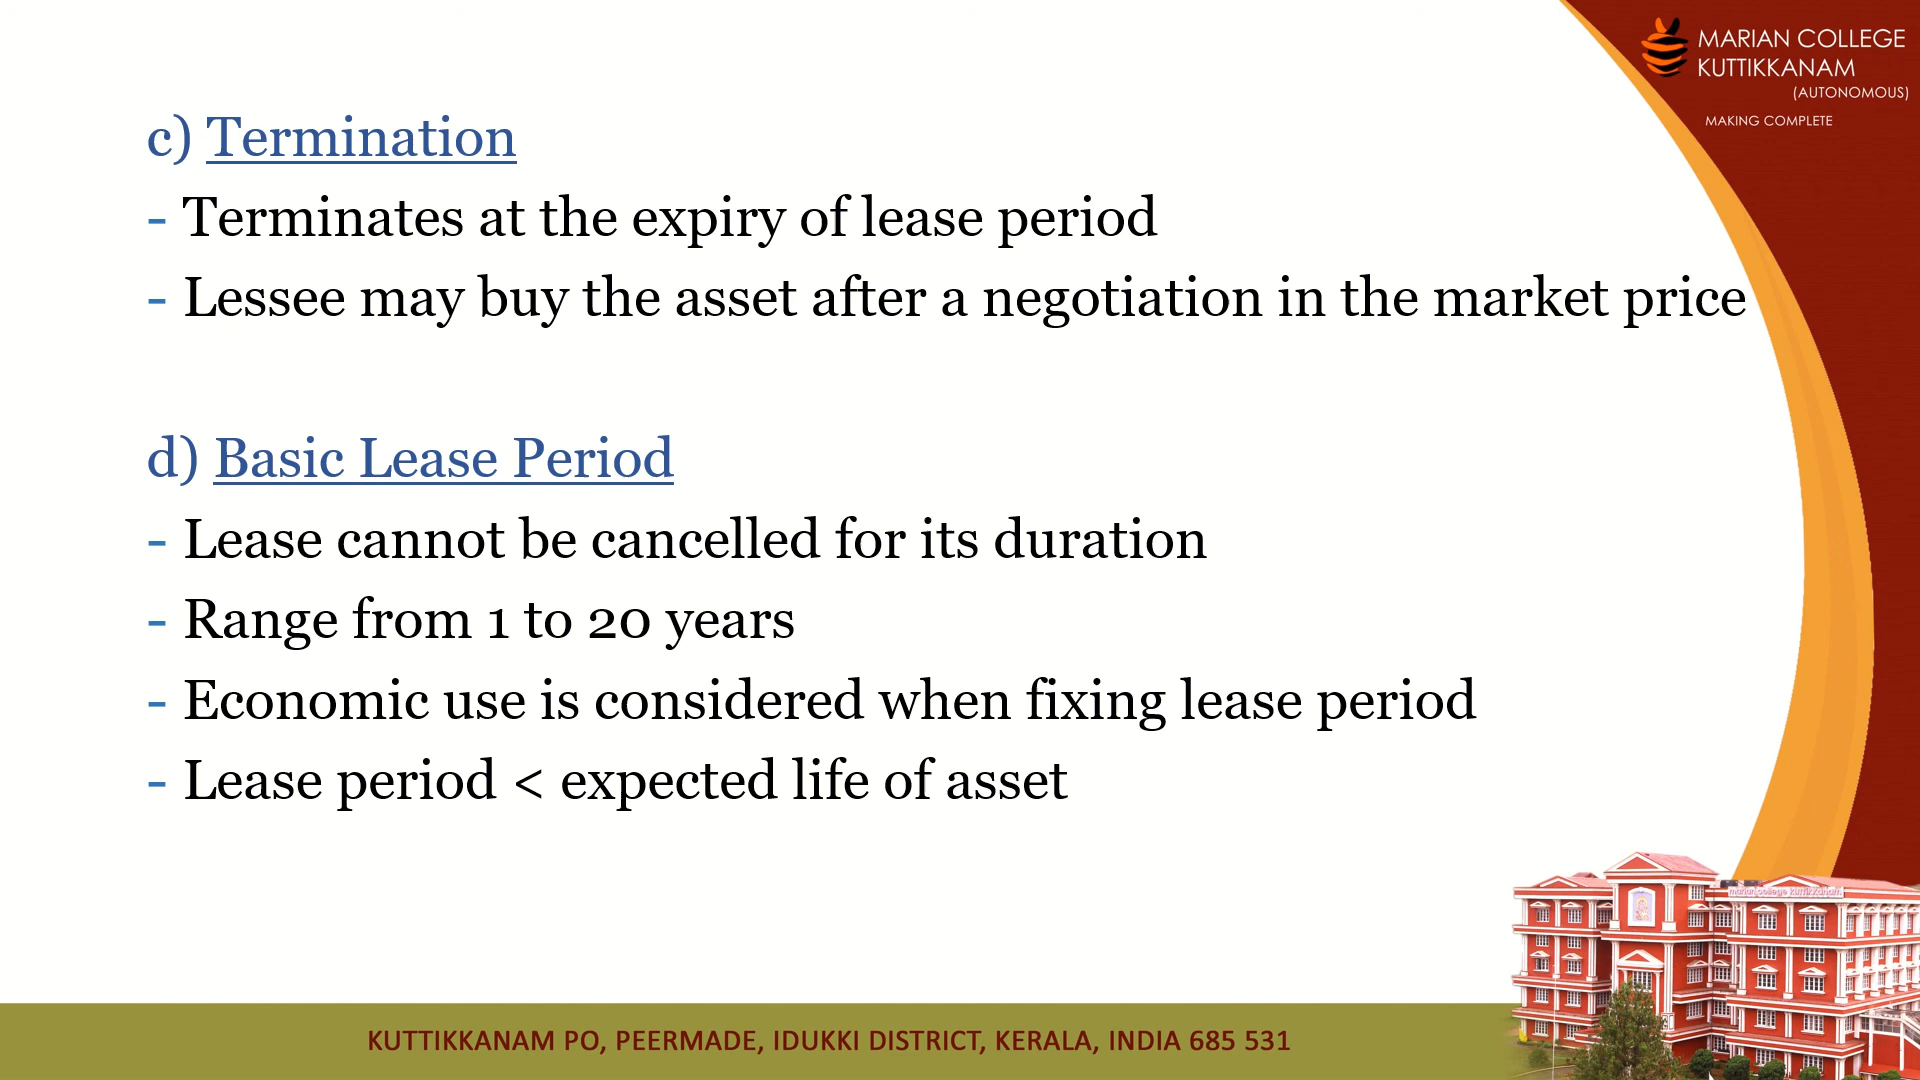 MARIAN COLLEGE
KUTTIKKANAM
(AUTONOMOUS)
MAKING COMPLETE
c) Termination
- Terminates at the expiry of lease period
- Lessee may buy the asset after a negotiation in the market price
d) Basic Lease Period
- Lease cannot be cancelled for its duration
- Range from 1 to 20 years
- Economic use is considered when fixing lease period
- Lease period < expected life of asset
marian college kuttikkanam
KUTTIKKANAM PO, PEERMADE, IDUKKI DISTRICT, KERALA, INDIA 685 531